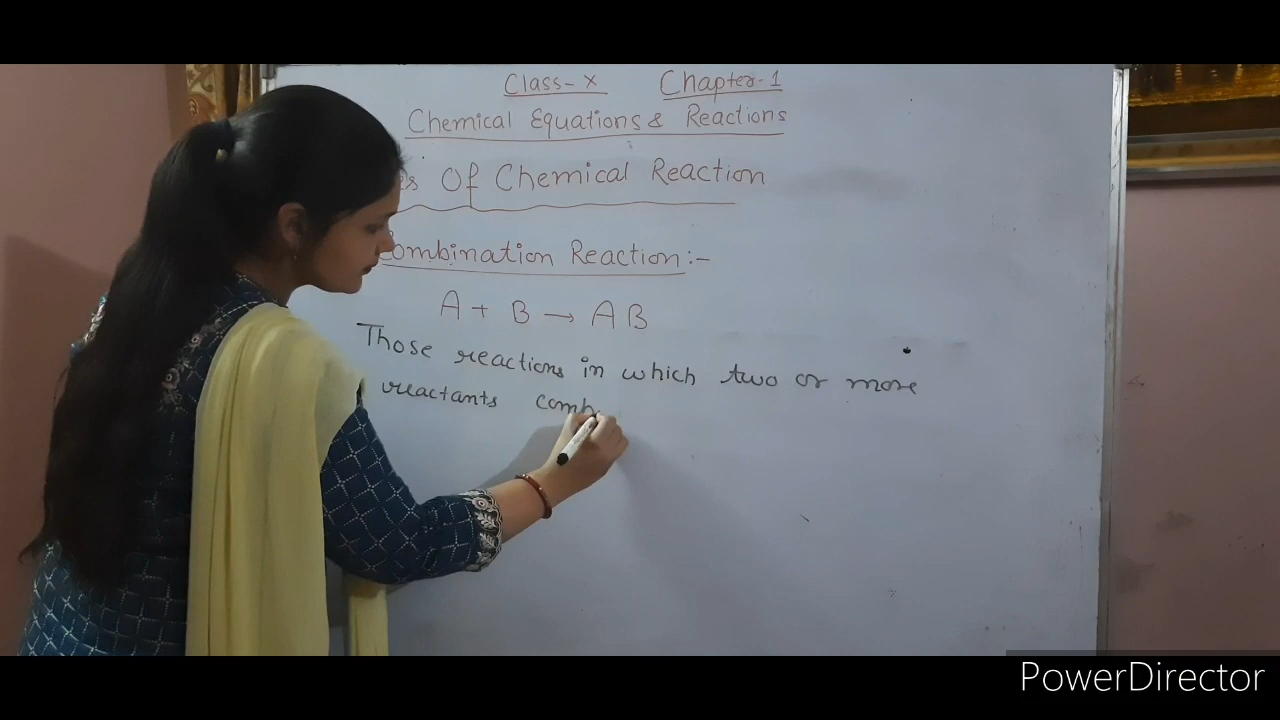 Class-X Chapter-1
Chemical Equations & Reactions
Of Chemical Reaction
Combination Reaction:-
A + B → AB
Those reactions in which two or more
reactants comb
PowerDirector